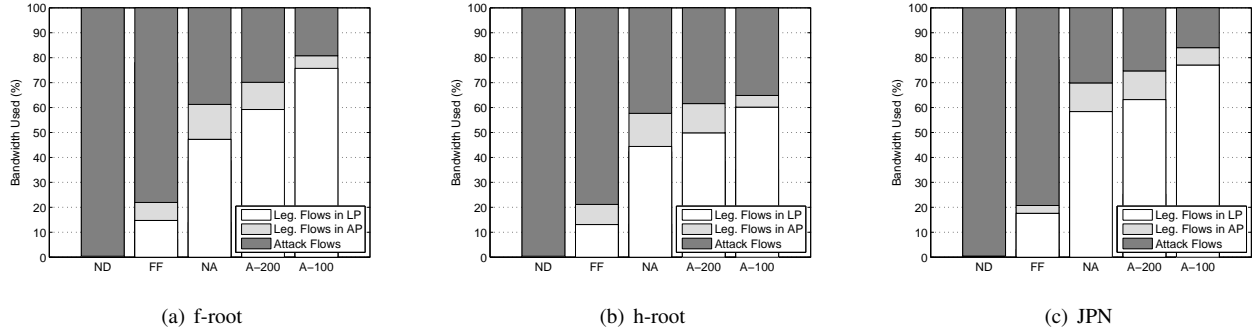 100
90
80
70
60
50
40
30
20
10
0
Bandwidth Used (%)
ND FF NA A−200 A−100
Leg. Flows in LP
Leg. Flows in AP
Attack Flows
(a) f-root
100
90
80
70
60
50
40
30
20
10
0
Bandwidth Used (%)
ND FF NA A−200 A−100
Leg. Flows in LP
Leg. Flows in AP
Attack Flows
(b) h-root
100
90
80
70
60
50
40
30
20
10
0
Bandwidth Used (%)
ND FF NA A−200 A−100
Leg. Flows in LP
Leg. Flows in AP
Attack Flows
(c) JPN